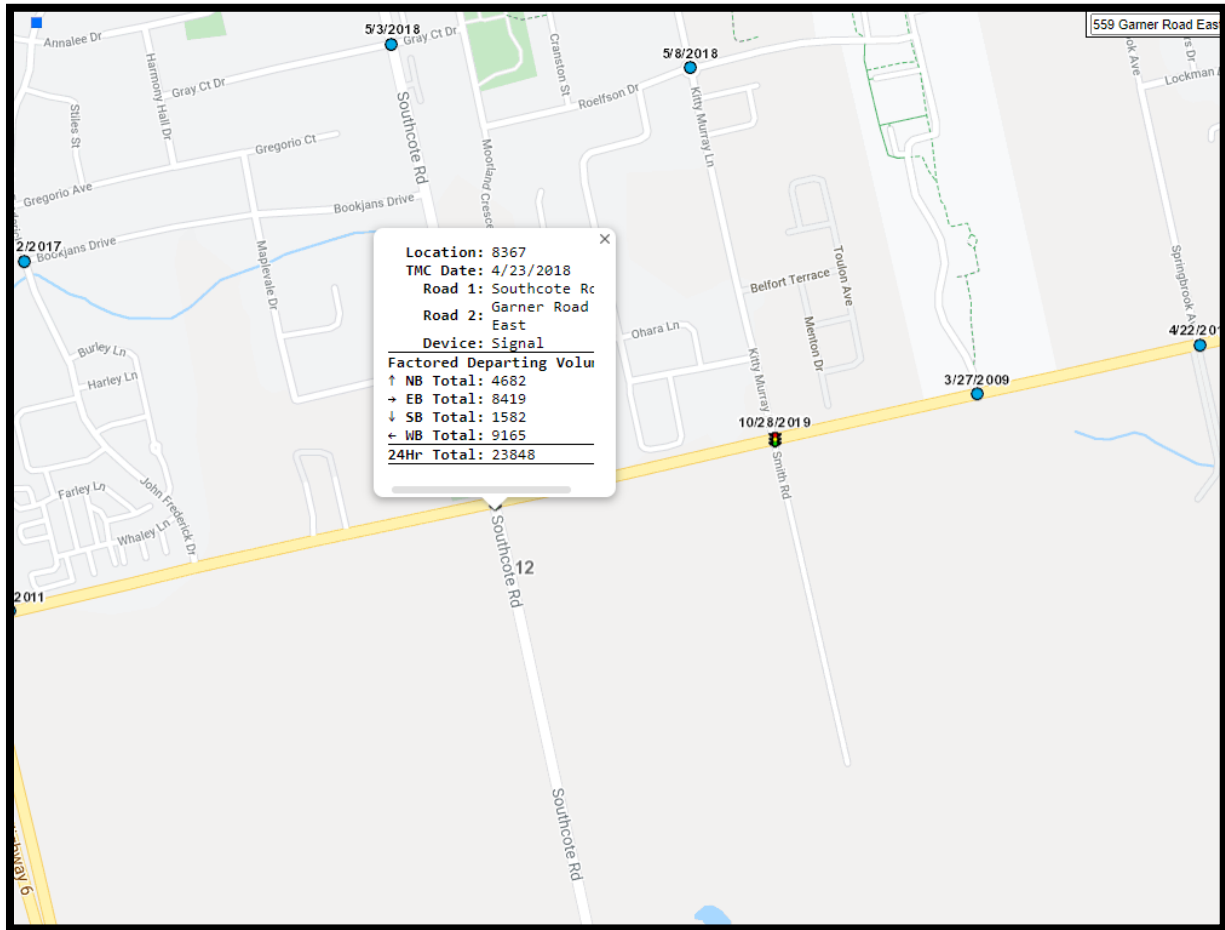 559 Garner Road East
5/3/2018
Annalee Dr
Gray Ct Dr
Cranston St
5/8/2018
Harmony Hall Dr
Gray Ct Dr
Roelfson Dr
Lockman
Stiles St
Southcote Rd
Kitty Murray Ln
Gregorio Ct
Moorland Cresce
Gregorio Ave
Bookjans Drive
2/2017
Bookjans Drive
Maplevale Dr
Toulon Ave
Springbrook Ave
Belfort Terrace
Menton Dr
Ohara Ln
Location: 8367
TMC Date: 4/23/2018
Road 1: Southcote Rd
Road 2: Garner Road
East
Device: Signal
Factored Departing Volu
↑ NB Total: 4682
→ EB Total: 8419
↓ SB Total: 1582
← WB Total: 9165
24Hr Total: 23848
Burley Ln
Harley Ln
Kitty Murray
4/22/20
3/27/2009
10/28/2019
Farley Ln
John Frederick Dr
Whaley Ln
Smith Rd
Southcote Rd
12
2011
Southcote Rd
Highway 6